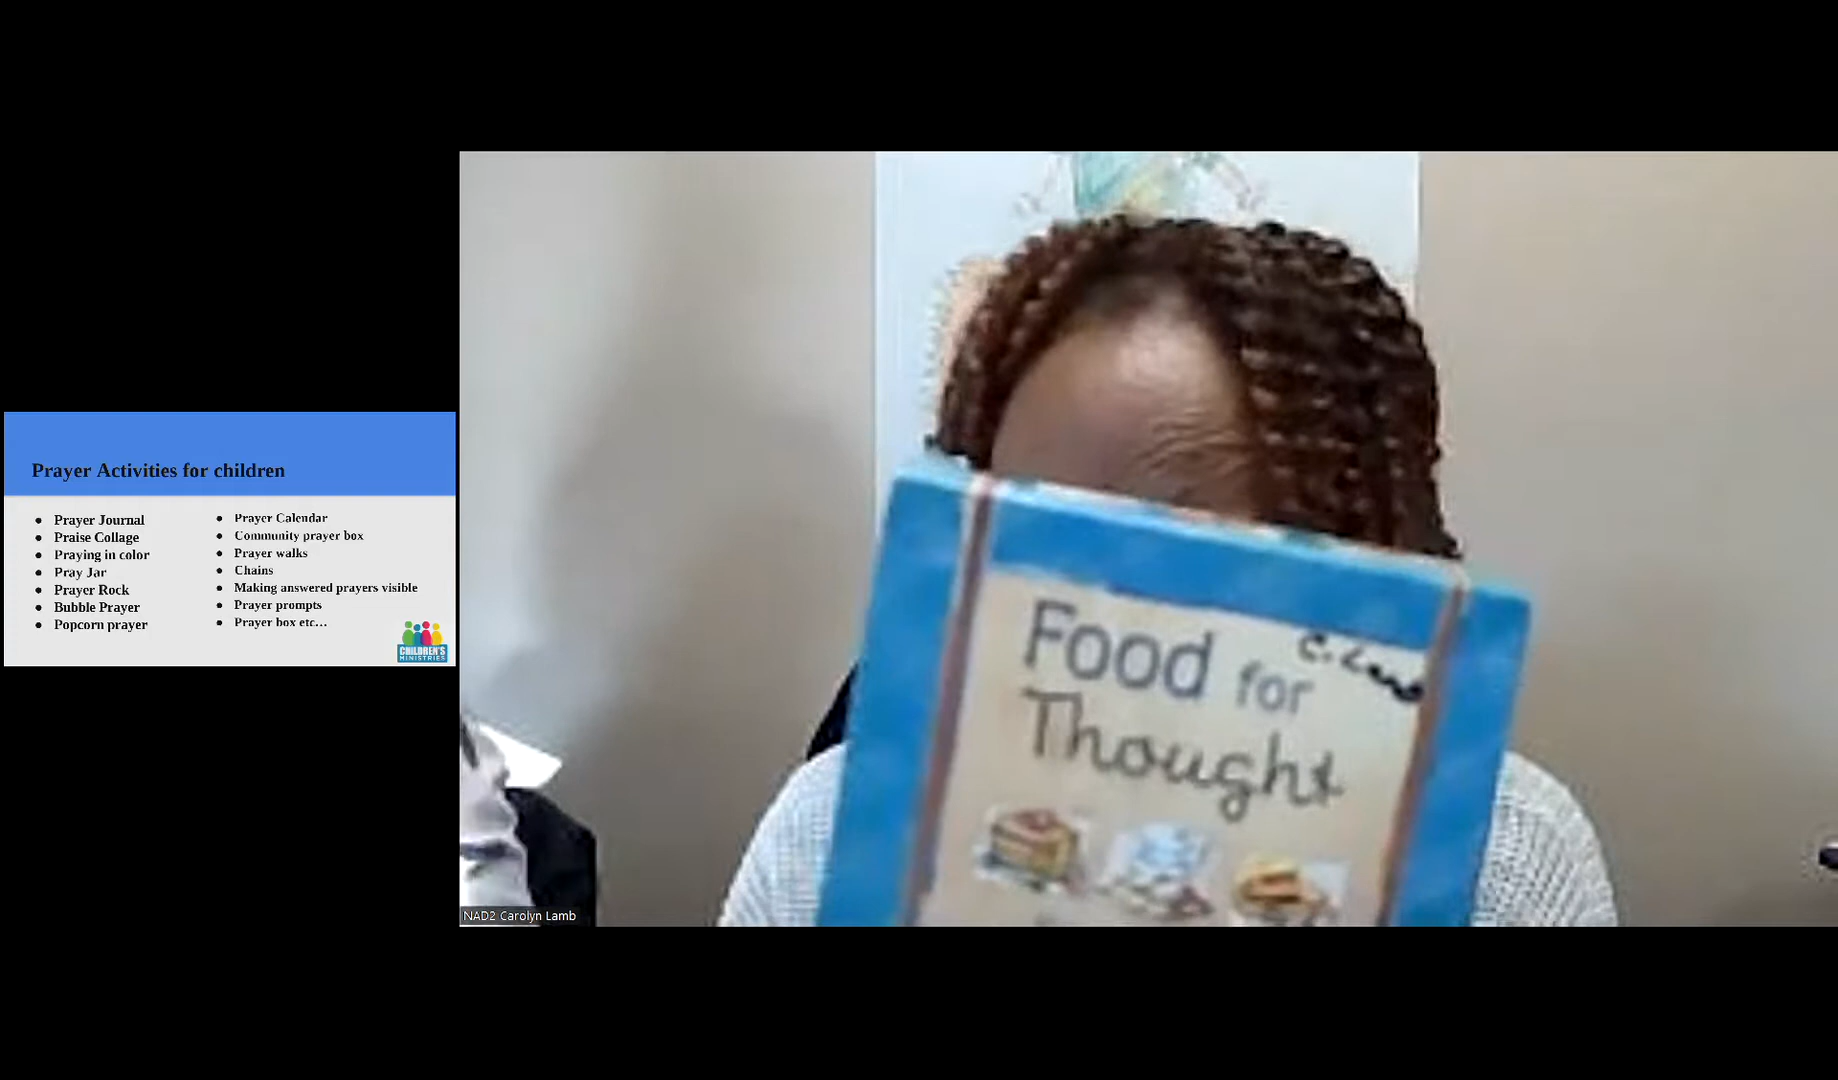 Prayer Activities for children
● Prayer Journal
● Praise Collage
● Praying in color
● Pray Jar
● Prayer Rock
● Bubble Prayer
● Popcorn prayer
● Prayer Calendar
● Community prayer box
● Prayer walks
● Chains
● Making answered prayers visible
● Prayer prompts
● Prayer box etc...
CHILDREN'S
MINISTRIES
Food for
Thought
C. Lamb
NAD2 Carolyn Lamb